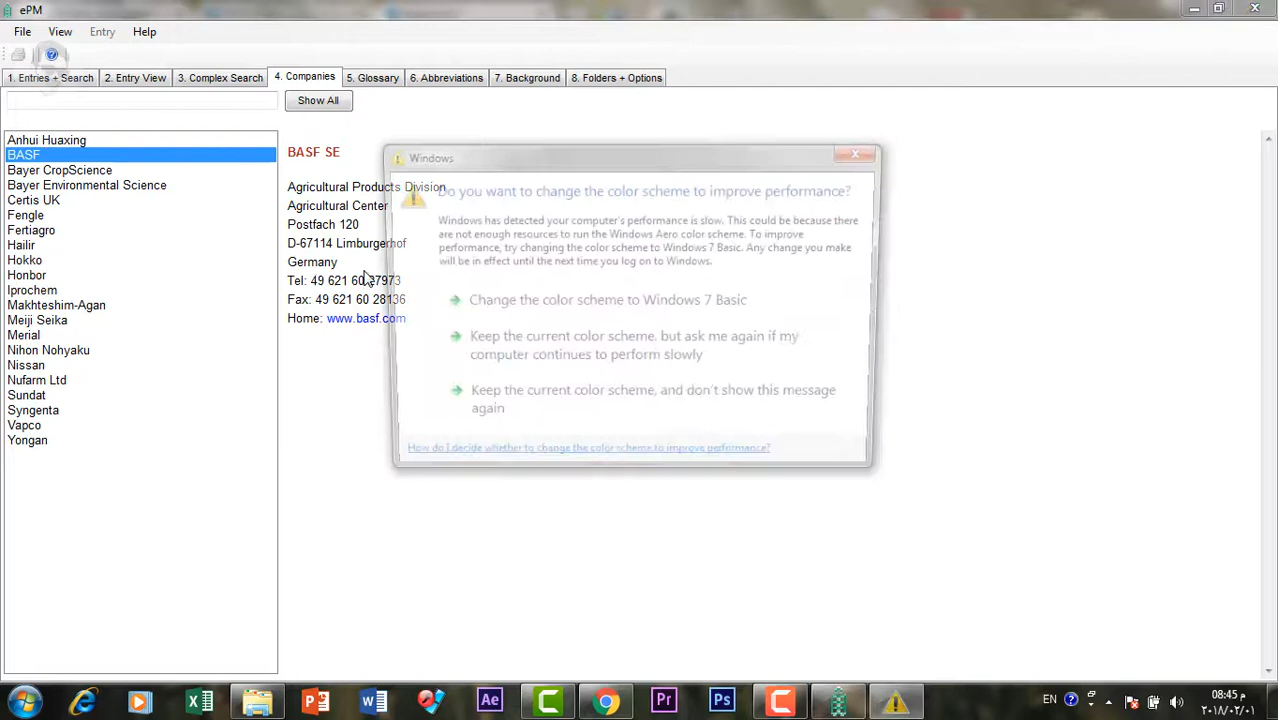 ePM
File View Entry Help
1. Entries + Search 2. Entry View 3. Complex Search 4. Companies 5. Glossary 6. Abbreviations 7. Background 8. Folders + Options
Show All
Anhui Huaxing
BASF
Bayer CropScience
Bayer Environmental Science
Certis UK
Fengle
Fertiagro
Hailir
Hokko
Honbor
Iprochem
Makhteshim-Agan
Meiji Seika
Merial
Nihon Nohyaku
Nissan
Nufarm Ltd
Sundat
Syngenta
Vapco
Yongan
BASF SE
Agricultural Products Division
Agricultural Center
Postfach 120
D-67114 Limburgerhof
Germany
Tel: 49 621 60 27973
Fax: 49 621 60 28136
Home: www.basf.com
Windows
Do you want to change the color scheme to improve performance?
Windows has detected your computer's performance is slow. This could be because there
are not enough resources to run the Windows Aero color scheme. To improve
performance, try changing the color scheme to Windows 7 Basic. Any change you make
will be in effect until the next time you log on to Windows.
Change the color scheme to Windows 7 Basic
Keep the current color scheme, but ask me again if my
computer continues to perform slowly
Keep the current color scheme, and don't show this message
again
How do I decide whether to change the color scheme to improve performance?
Ae Pr Ps
EN
08:45 م
٢٠١٨/٠٢/٠١